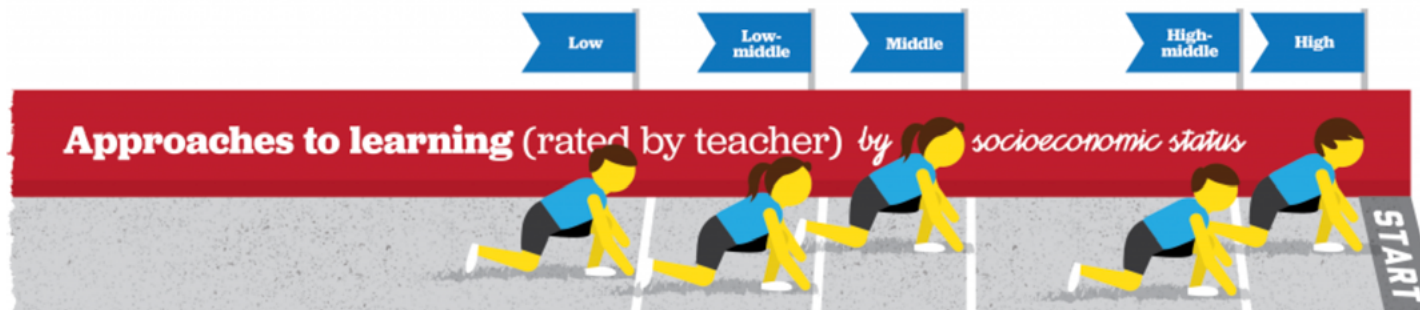 Low
Low-
middle
Middle
High-
middle
High
Approaches to learning (rated by teacher) by socioeconomic status
START